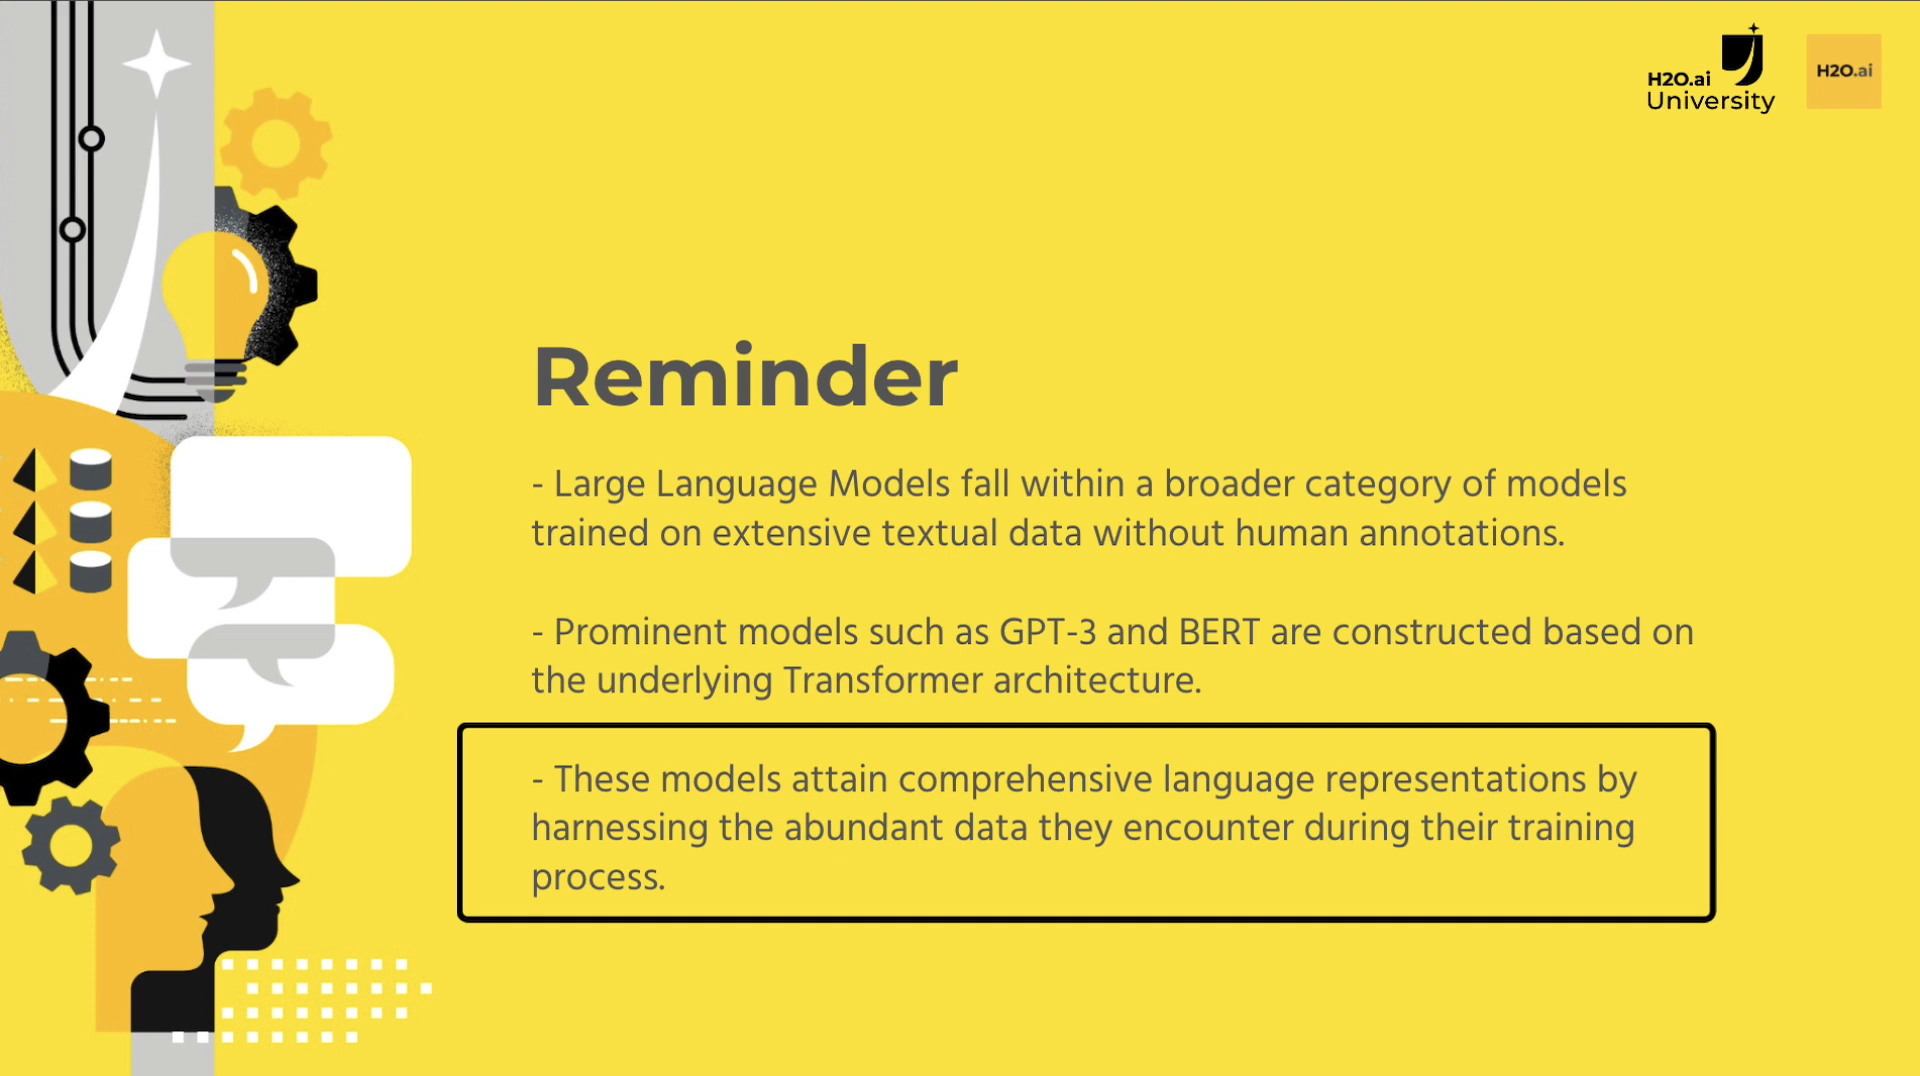 H2O.ai
University
H2O.ai
Reminder
- Large Language Models fall within a broader category of models
trained on extensive textual data without human annotations.
- Prominent models such as GPT-3 and BERT are constructed based on
the underlying Transformer architecture.
- These models attain comprehensive language representations by
harnessing the abundant data they encounter during their training
process.